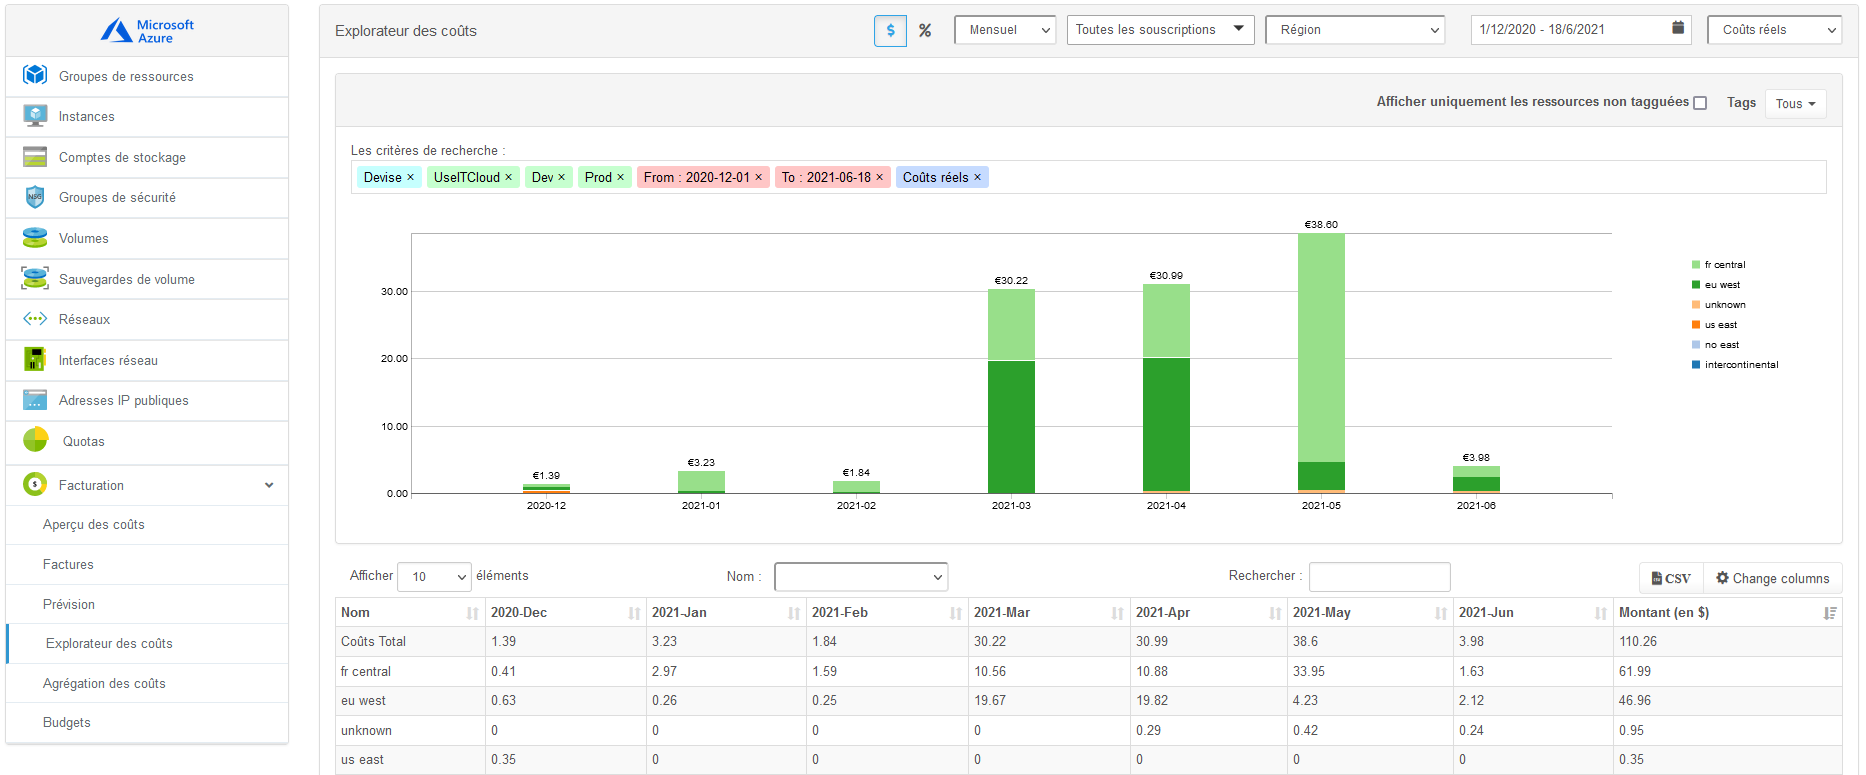 Microsoft
Azure
Groupes de ressources
Instances
Comptes de stockage
NSG
Groupes de sécurité
Volumes
Sauvegardes de volume
Réseaux
Interfaces réseau
Adresses IP publiques
Quotas
$ Facturation
Aperçu des coûts
Factures
Prévision
Explorateur des coûts
Agrégation des coûts
Budgets
Explorateur des coûts $ % Mensuel Toutes les souscriptions Région 1/12/2020 - 18/6/2021 Coûts réels
Afficher uniquement les ressources non tagguées Tags Tous
Les critères de recherche :
Devise × UseITCloud × Dev × Prod × From : 2020-12-01 × To : 2021-06-18 × Coûts réels ×
€38.60
€30.99
€30.22
€3.98
€3.23
€1.84
€1.39
30.00
20.00
10.00
0.00
2020-12 2021-01 2021-02 2021-03 2021-04 2021-05 2021-06
fr central
eu west
unknown
us east
no east
intercontinental
Afficher 10 éléments Nom : Rechercher : CSV Change columns
Nom 2020-Dec 2021-Jan 2021-Feb 2021-Mar 2021-Apr 2021-May 2021-Jun Montant (en $)
Coûts Total 1.39 3.23 1.84 30.22 30.99 38.6 3.98 110.26
fr central 0.41 2.97 1.59 10.56 10.88 33.95 1.63 61.99
eu west 0.63 0.26 0.25 19.67 19.82 4.23 2.12 46.96
unknown 0 0 0 0 0.29 0.42 0.24 0.95
us east 0.35 0 0 0 0 0 0 0.35